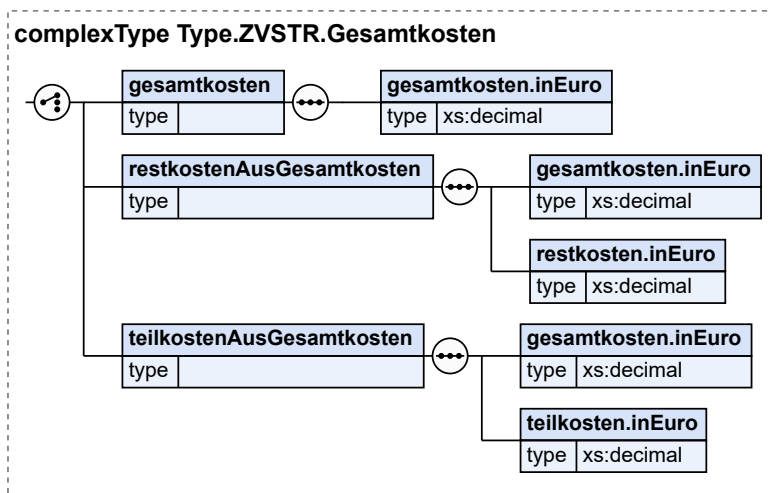 complexType Type.ZVSTR.Gesamtkosten
gesamtkosten
type
gesamtkosten.inEuro
type xs:decimal
restkostenAusGesamtkosten
type
gesamtkosten.inEuro
type xs:decimal
restkosten.inEuro
type xs:decimal
teilkostenAusGesamtkosten
type
gesamtkosten.inEuro
type xs:decimal
teilkosten.inEuro
type xs:decimal